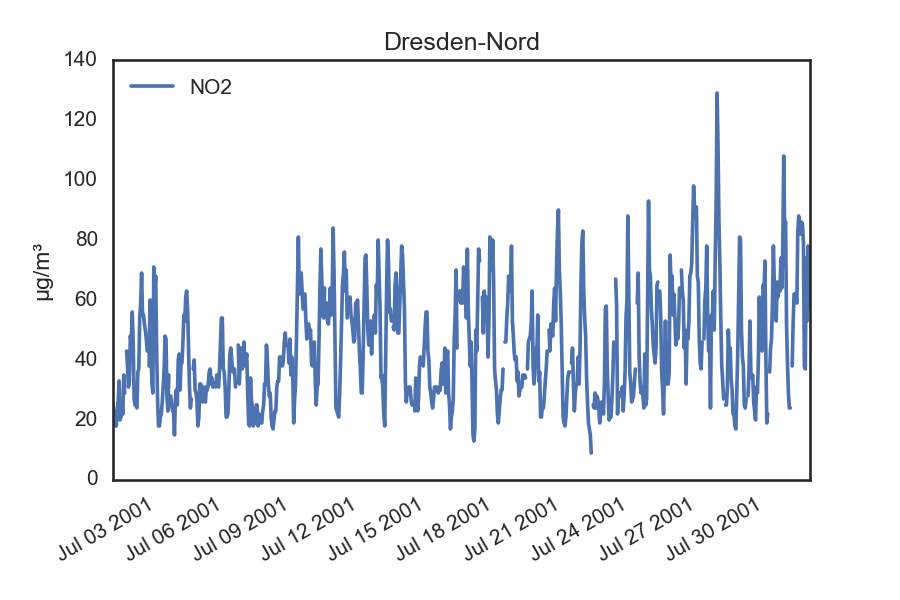 Dresden-Nord
NO2
µg/m³
140
120
100
80
60
40
20
0
Jul 03 2001
Jul 06 2001
Jul 09 2001
Jul 12 2001
Jul 15 2001
Jul 18 2001
Jul 21 2001
Jul 24 2001
Jul 27 2001
Jul 30 2001